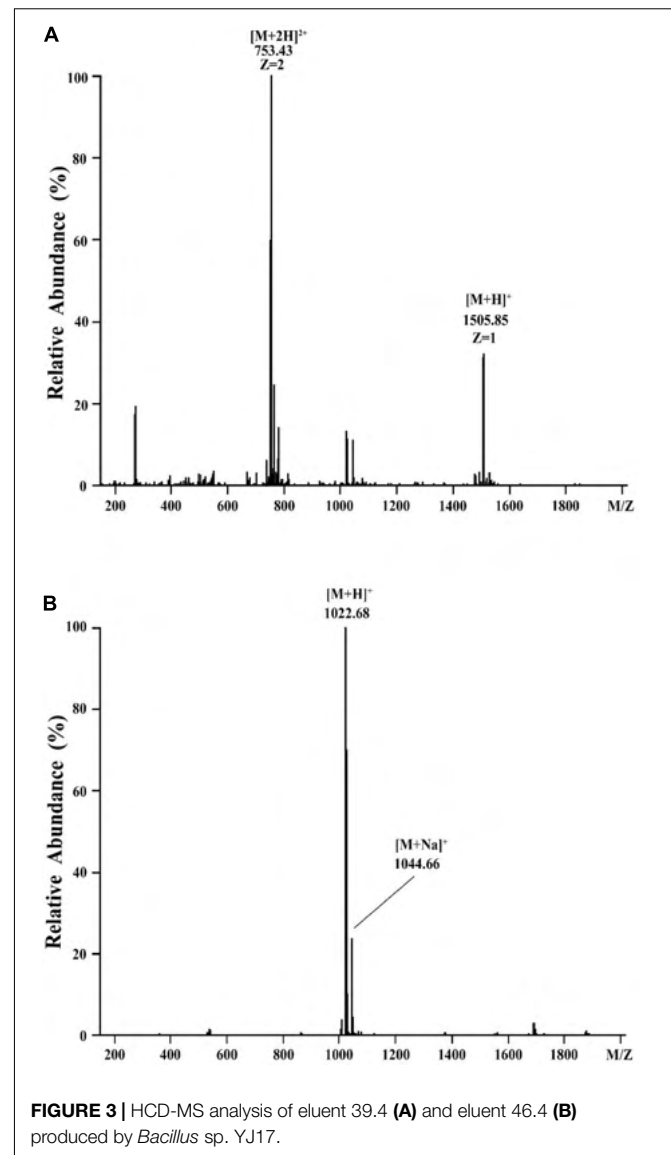 A
[M+2H]²⁺
753.43
Z=2
100
80
60
40
20
0
Relative Abundance (%)
[M+H]⁺
1505.85
Z=1
200 400 600 800 1000 1200 1400 1600 1800 M/Z
B
[M+H]⁺
1022.68
100
80
60
40
20
0
Relative Abundance (%)
[M+Na]⁺
1044.66
200 400 600 800 1000 1200 1400 1600 1800 M/Z
FIGURE 3 | HCD-MS analysis of eluent 39.4 (A) and eluent 46.4 (B)
produced by Bacillus sp. YJ17.